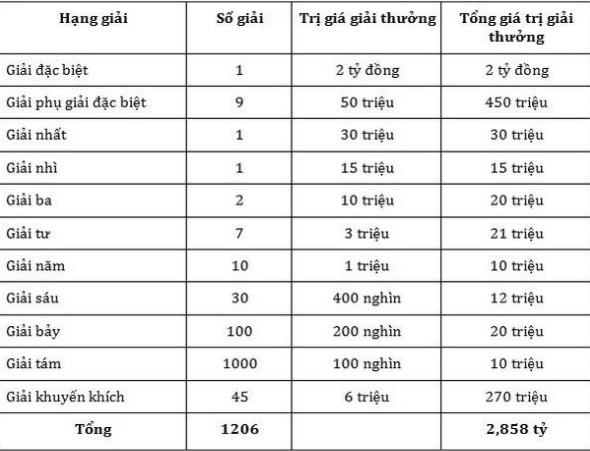 Hạng giải Số giải Trị giá giải thưởng Tổng giá trị giải
thưởng
Giải đặc biệt 1 2 tỷ đồng 2 tỷ đồng
Giải phụ giải đặc biệt 9 50 triệu 450 triệu
Giải nhất 1 30 triệu 30 triệu
Giải nhì 1 15 triệu 15 triệu
Giải ba 2 10 triệu 20 triệu
Giải tư 7 3 triệu 21 triệu
Giải năm 10 1 triệu 10 triệu
Giải sáu 30 400 nghìn 12 triệu
Giải bảy 100 200 nghìn 20 triệu
Giải tám 1000 100 nghìn 10 triệu
Giải khuyến khích 45 6 triệu 270 triệu
Tổng 1206 2,858 tỷ